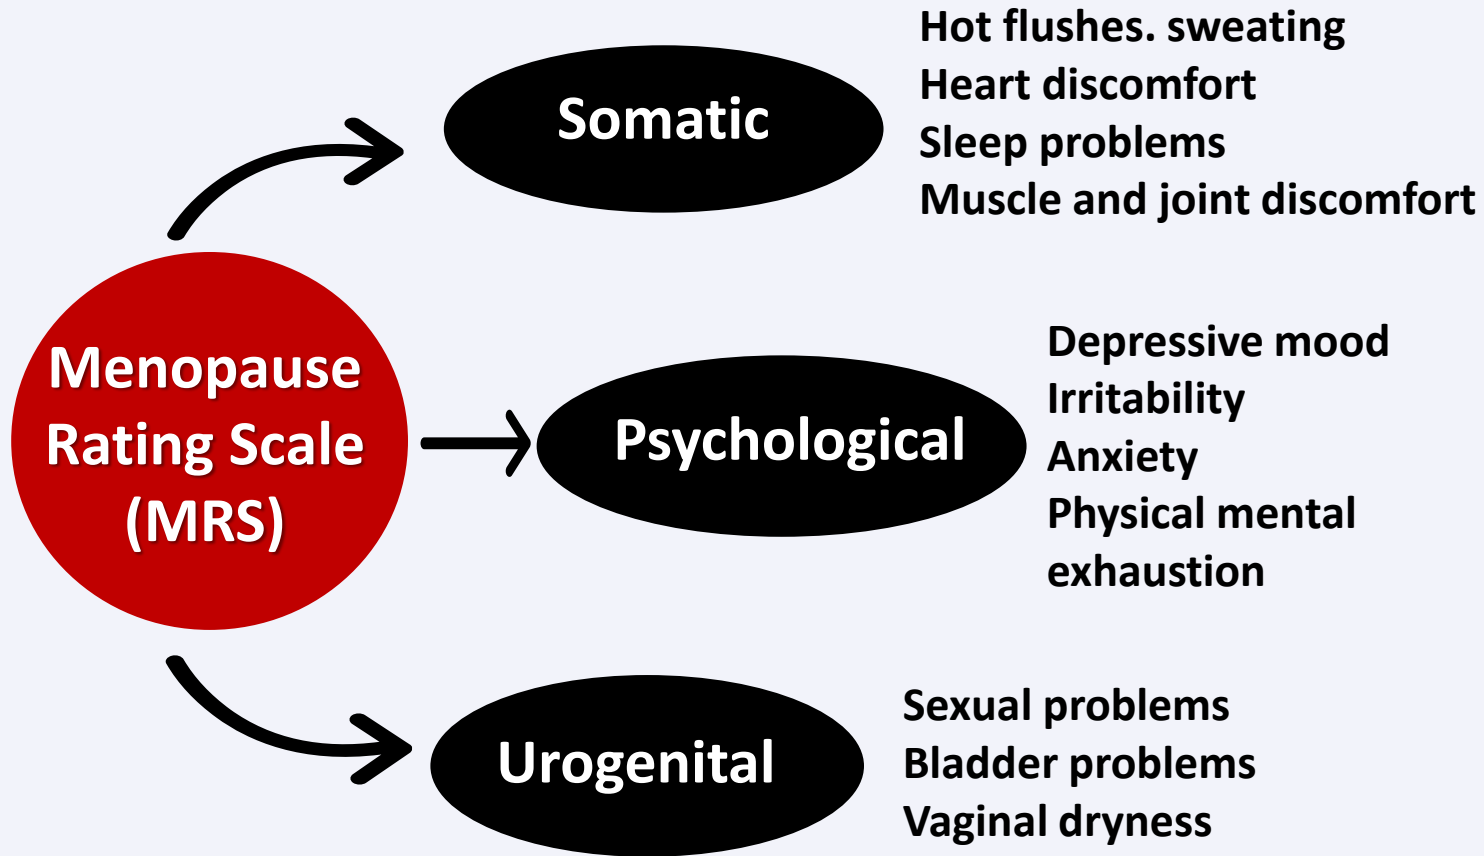 Menopause
Rating Scale
(MRS)
Somatic
Hot flushes. sweating
Heart discomfort
Sleep problems
Muscle and joint discomfort
Psychological
Depressive mood
Irritability
Anxiety
Physical mental
exhaustion
Urogenital
Sexual problems
Bladder problems
Vaginal dryness